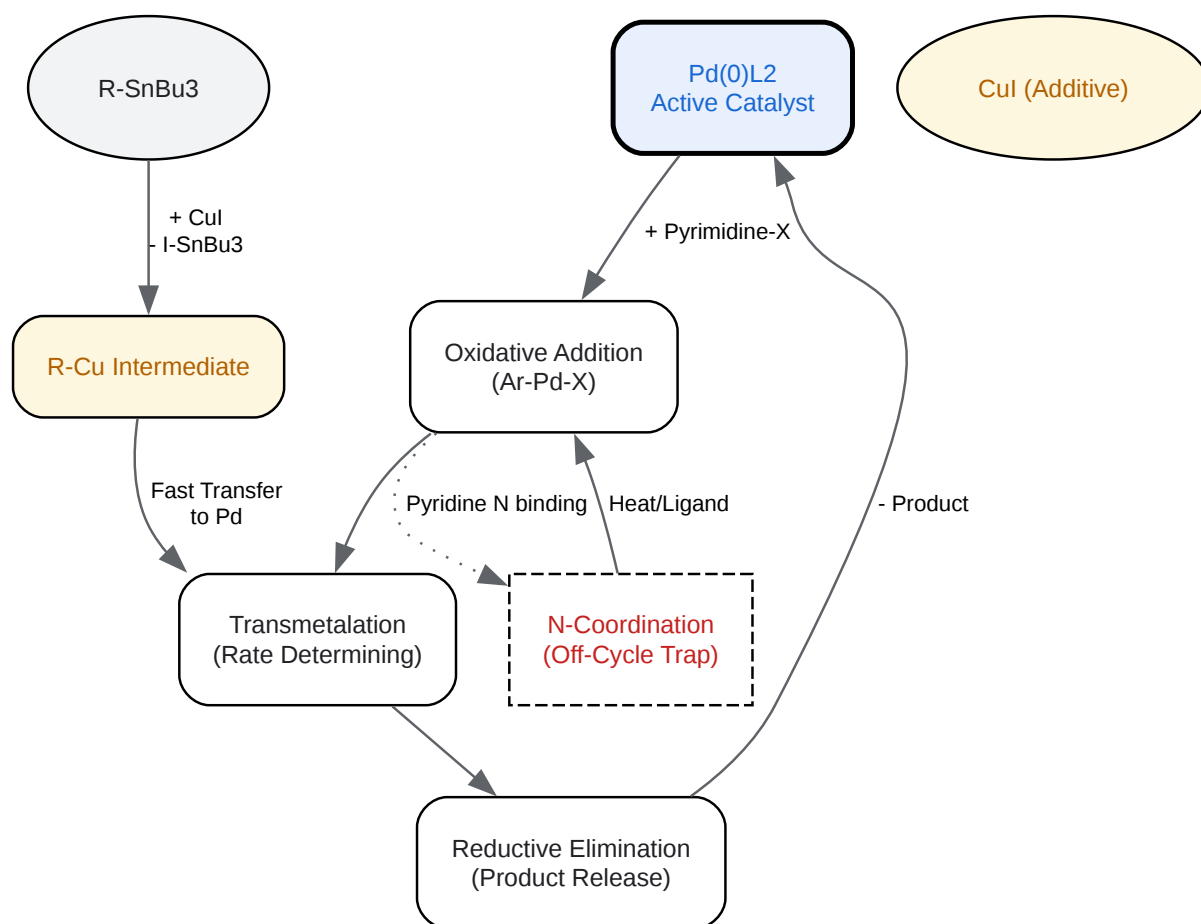 R-SnBu3
Pd(0)L2
Active Catalyst
CuI (Additive)
+ CuI
- I-SnBu3
+ Pyrimidine-X
R-Cu Intermediate
Oxidative Addition
(Ar-Pd-X)
Fast Transfer
to Pd
Pyridine N binding
Heat/Ligand
- Product
Transmetalation
(Rate Determining)
N-Coordination
(Off-Cycle Trap)
Reductive Elimination
(Product Release)